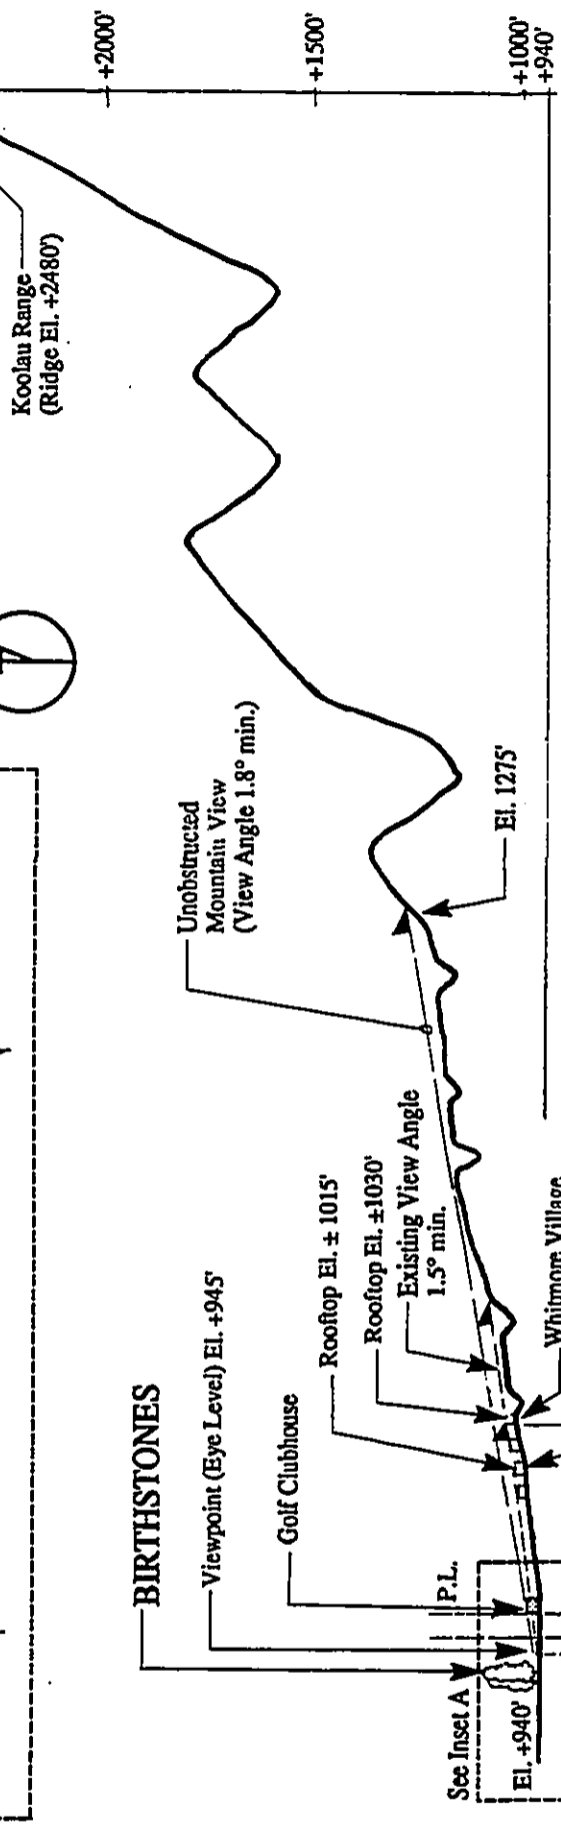 +2000'
+1500'
+1000'
+940'
Koolau Range
(Ridge El. +2480')
Unobstructed
Mountain View
(View Angle 1.8° min.)
El. 1275'
BIRTHSTONES
Viewpoint (Eye Level) El. +945'
Golf Clubhouse
Rooftop El. ± 1015'
Rooftop El. ±1030'
Existing View Angle
1.5° min.
Whitmore Village
P.L.
See Inset A
El. +940'